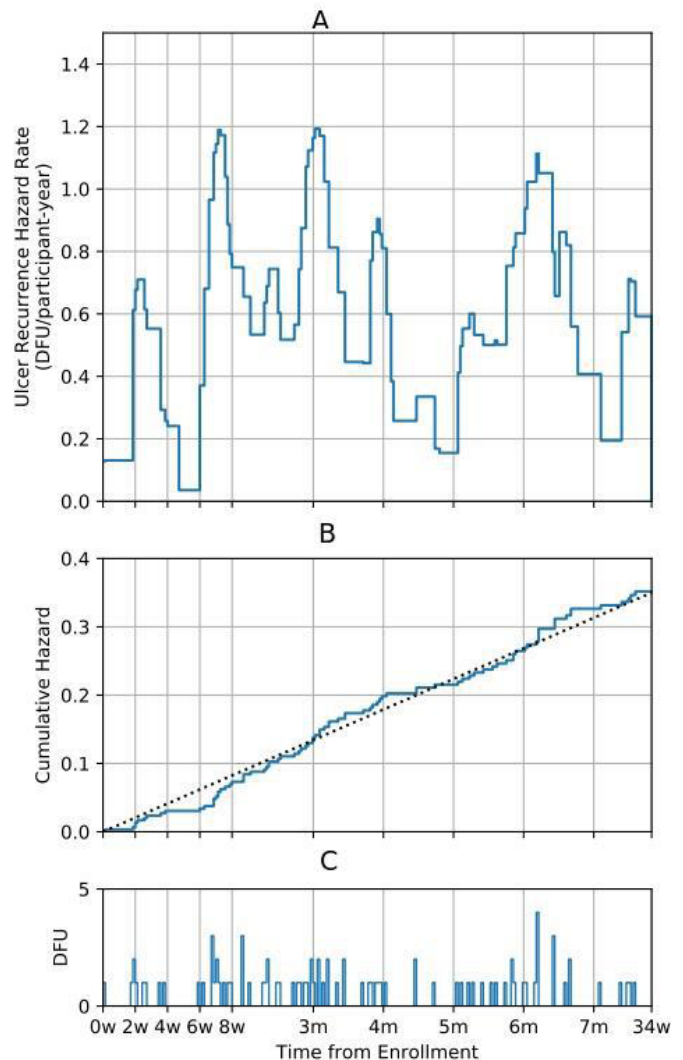 A
1.4
1.2
1.0
0.8
0.6
0.4
0.2
0.0
Ulcer Recurrence Hazard Rate
(DFU/participant-year)
B
0.4
0.3
0.2
0.1
0.0
Cumulative Hazard
C
5
0
DFU
0w 2w 4w 6w 8w 3m 4m 5m 6m 7m 34w
Time from Enrollment